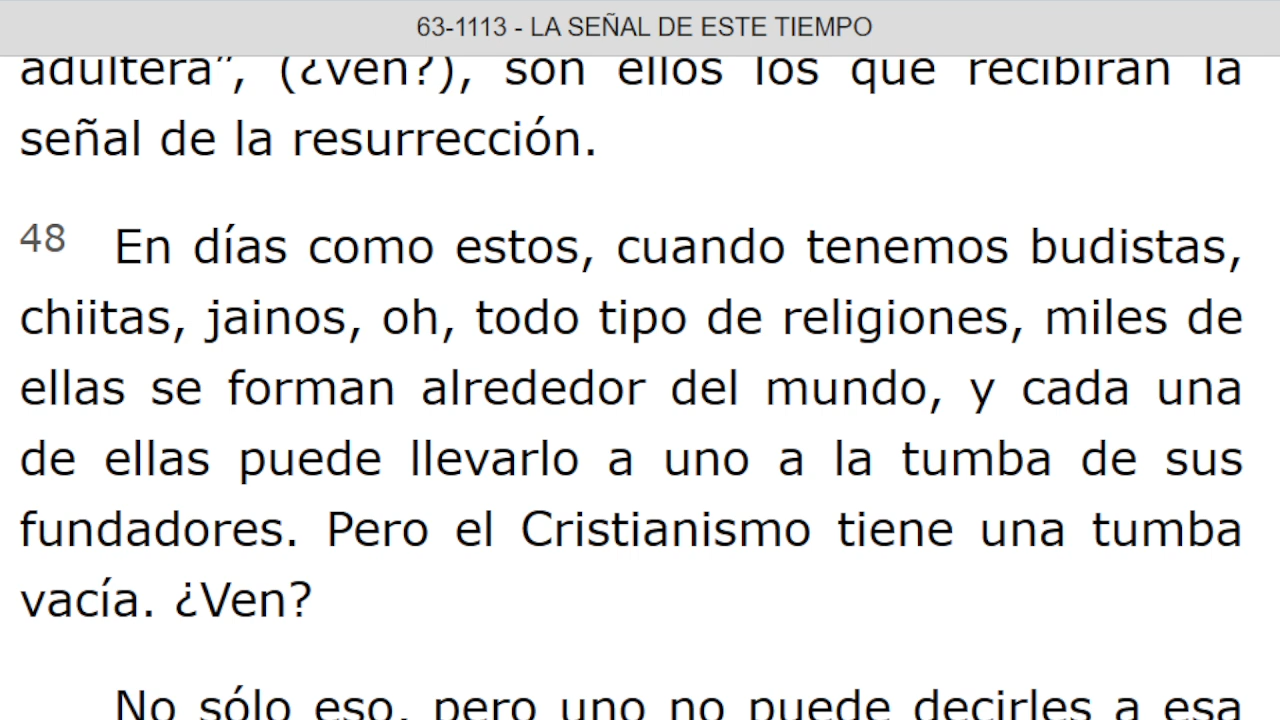 63-1113 - LA SEÑAL DE ESTE TIEMPO
adúltera”, (¿ven?), son ellos los que recibirán la
señal de la resurrección.
48 En días como estos, cuando tenemos budistas,
chiitas, jainos, oh, todo tipo de religiones, miles de
ellas se forman alrededor del mundo, y cada una
de ellas puede llevarlo a uno a la tumba de sus
fundadores. Pero el Cristianismo tiene una tumba
vacía. ¿Ven?
No sólo eso, pero uno no puede decirles a esa